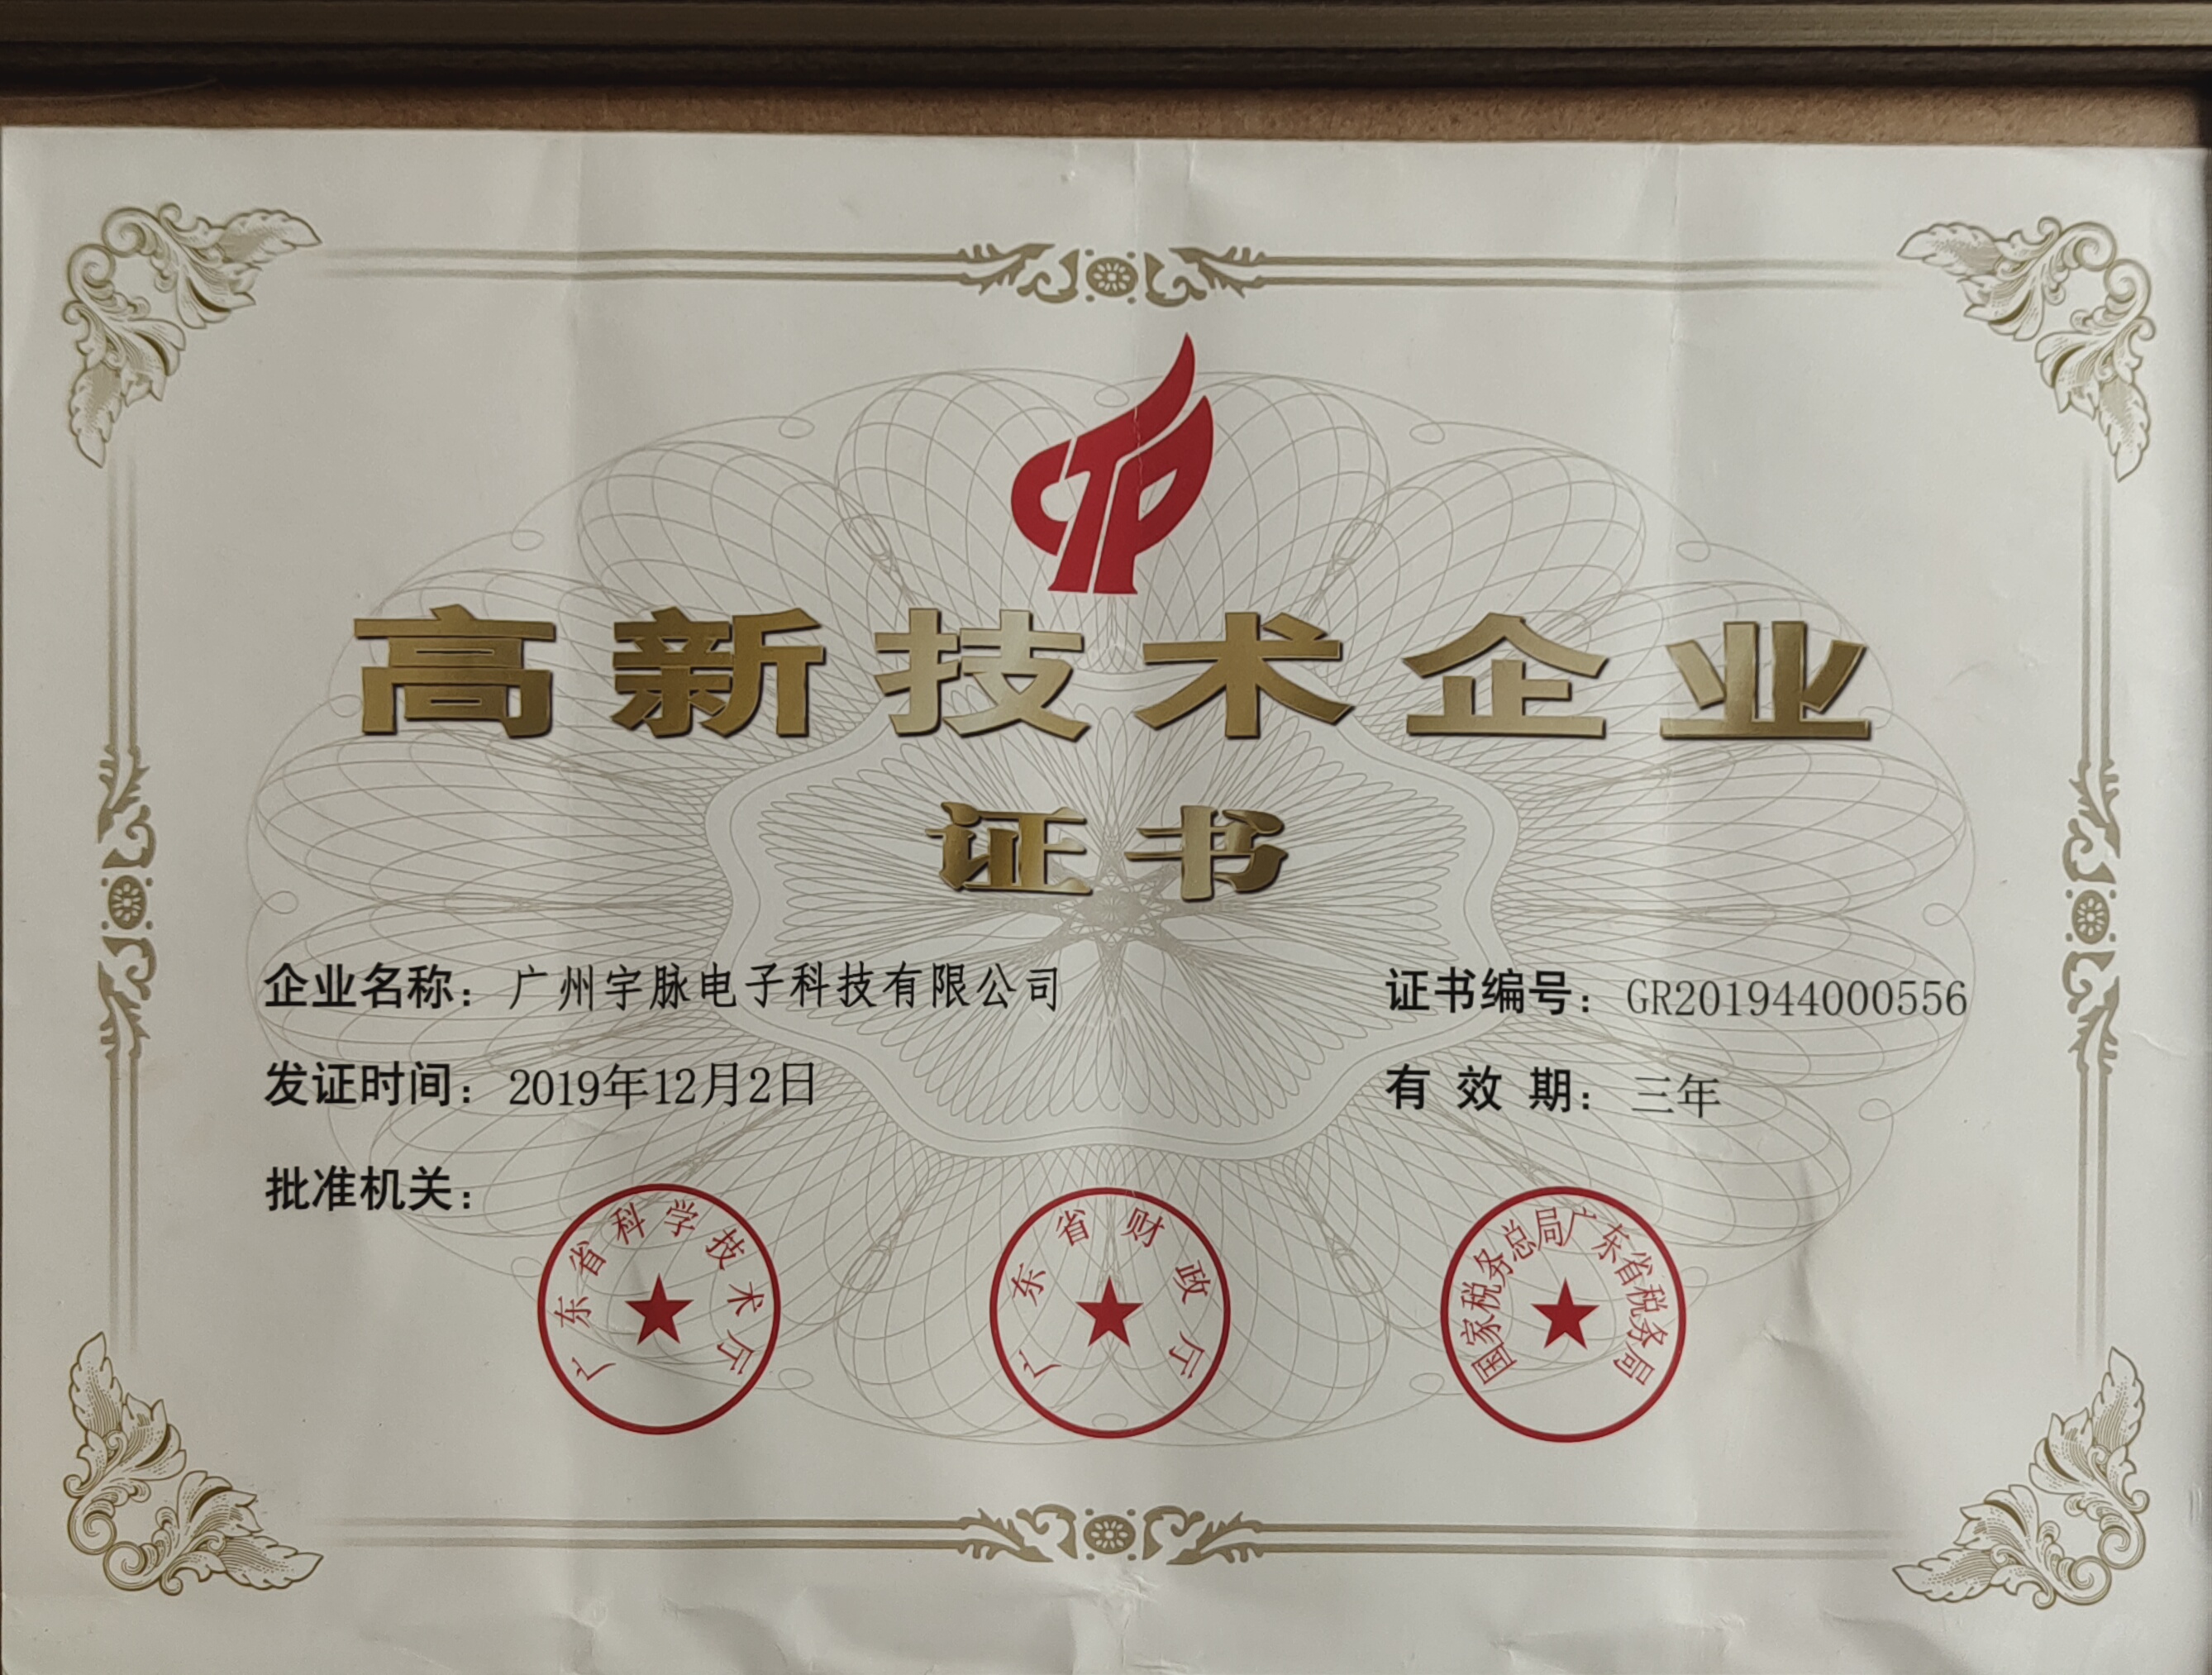 高新技术企业
证书
企业名称：广州宇脉电子科技有限公司
证书编号：GR201944000556
发证时间：2019年12月2日
有效期：三年
批准机关：
广东省科学技术厅
广东省财政厅
国家税务总局广东省税务局